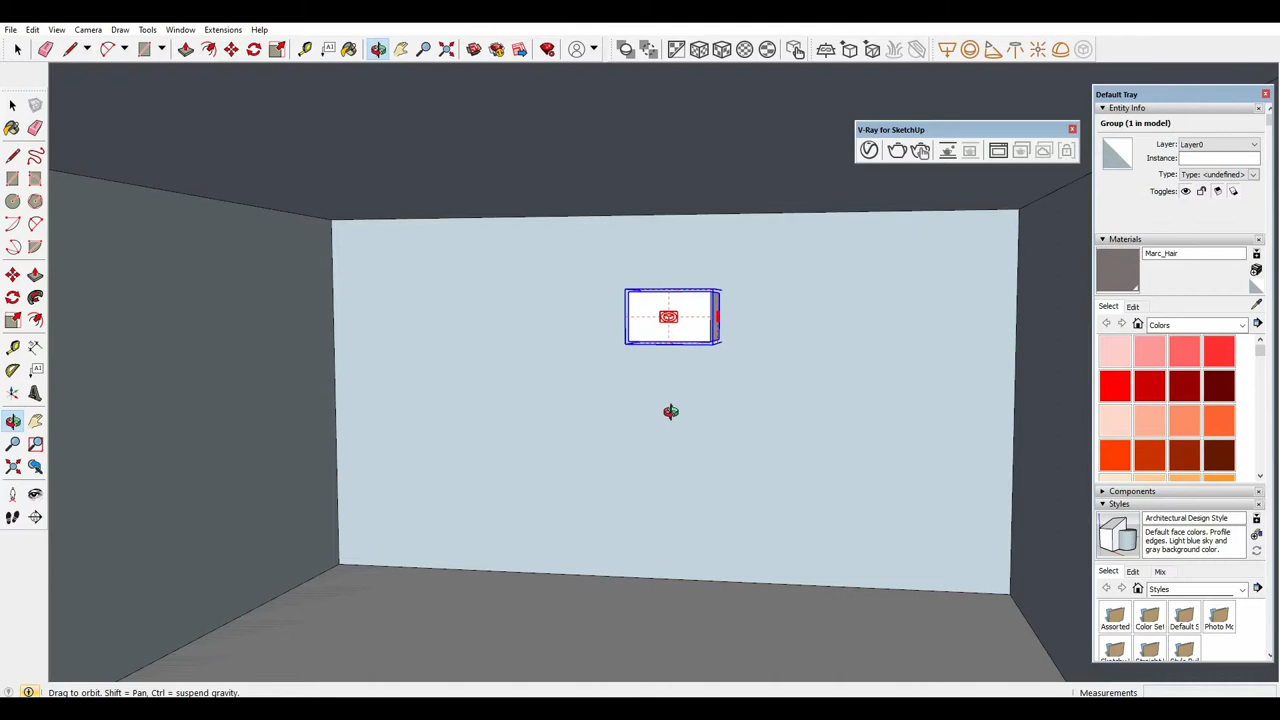 File Edit View Camera Draw Tools Window Extensions Help
Default Tray
Entity Info
Group (1 in model)
Layer: Layer0
Instance:
Type: Type: <undefined>
Toggles:
V-Ray for SketchUp
Materials
Marc_Hair
Select Edit
Colors
Components
Styles
Architectural Design Style
Default face colors. Profile
edges. Light blue sky and
gray background color.
Select Edit Mix
Styles
Assorted Color Set Default S Photo Mo
Drag to orbit. Shift = Pan, Ctrl = suspend gravity.
Measurements